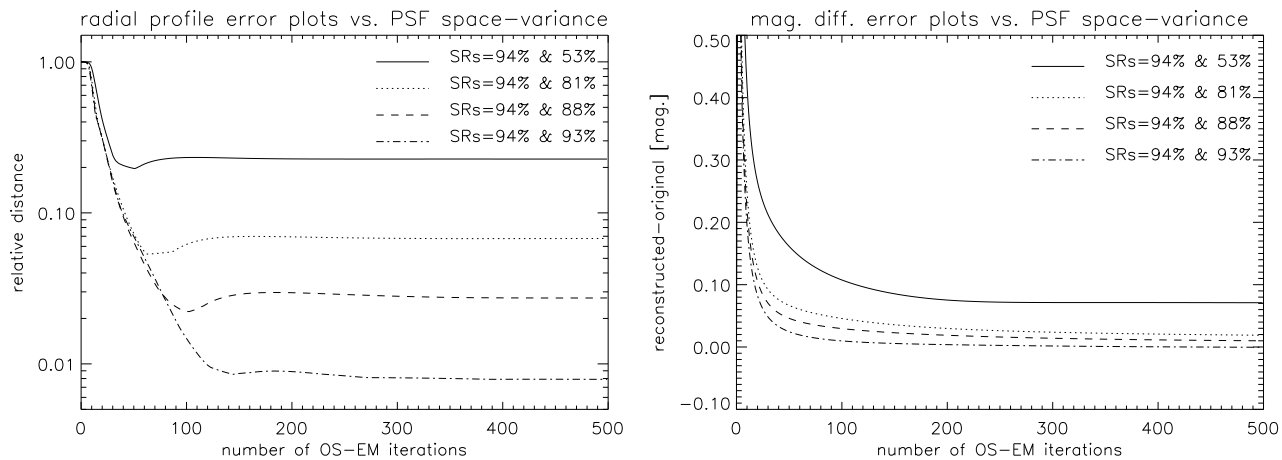 radial profile error plots vs. PSF space-variance
1.00
0.10
0.01
relative distance
SRs=94% & 53%
SRs=94% & 81%
SRs=94% & 88%
SRs=94% & 93%
0 100 200 300 400 500
number of OS-EM iterations
mag. diff. error plots vs. PSF space-variance
0.50
0.40
0.30
0.20
0.10
0.00
-0.10
reconstructed-original [mag.]
SRs=94% & 53%
SRs=94% & 81%
SRs=94% & 88%
SRs=94% & 93%
0 100 200 300 400 500
number of OS-EM iterations